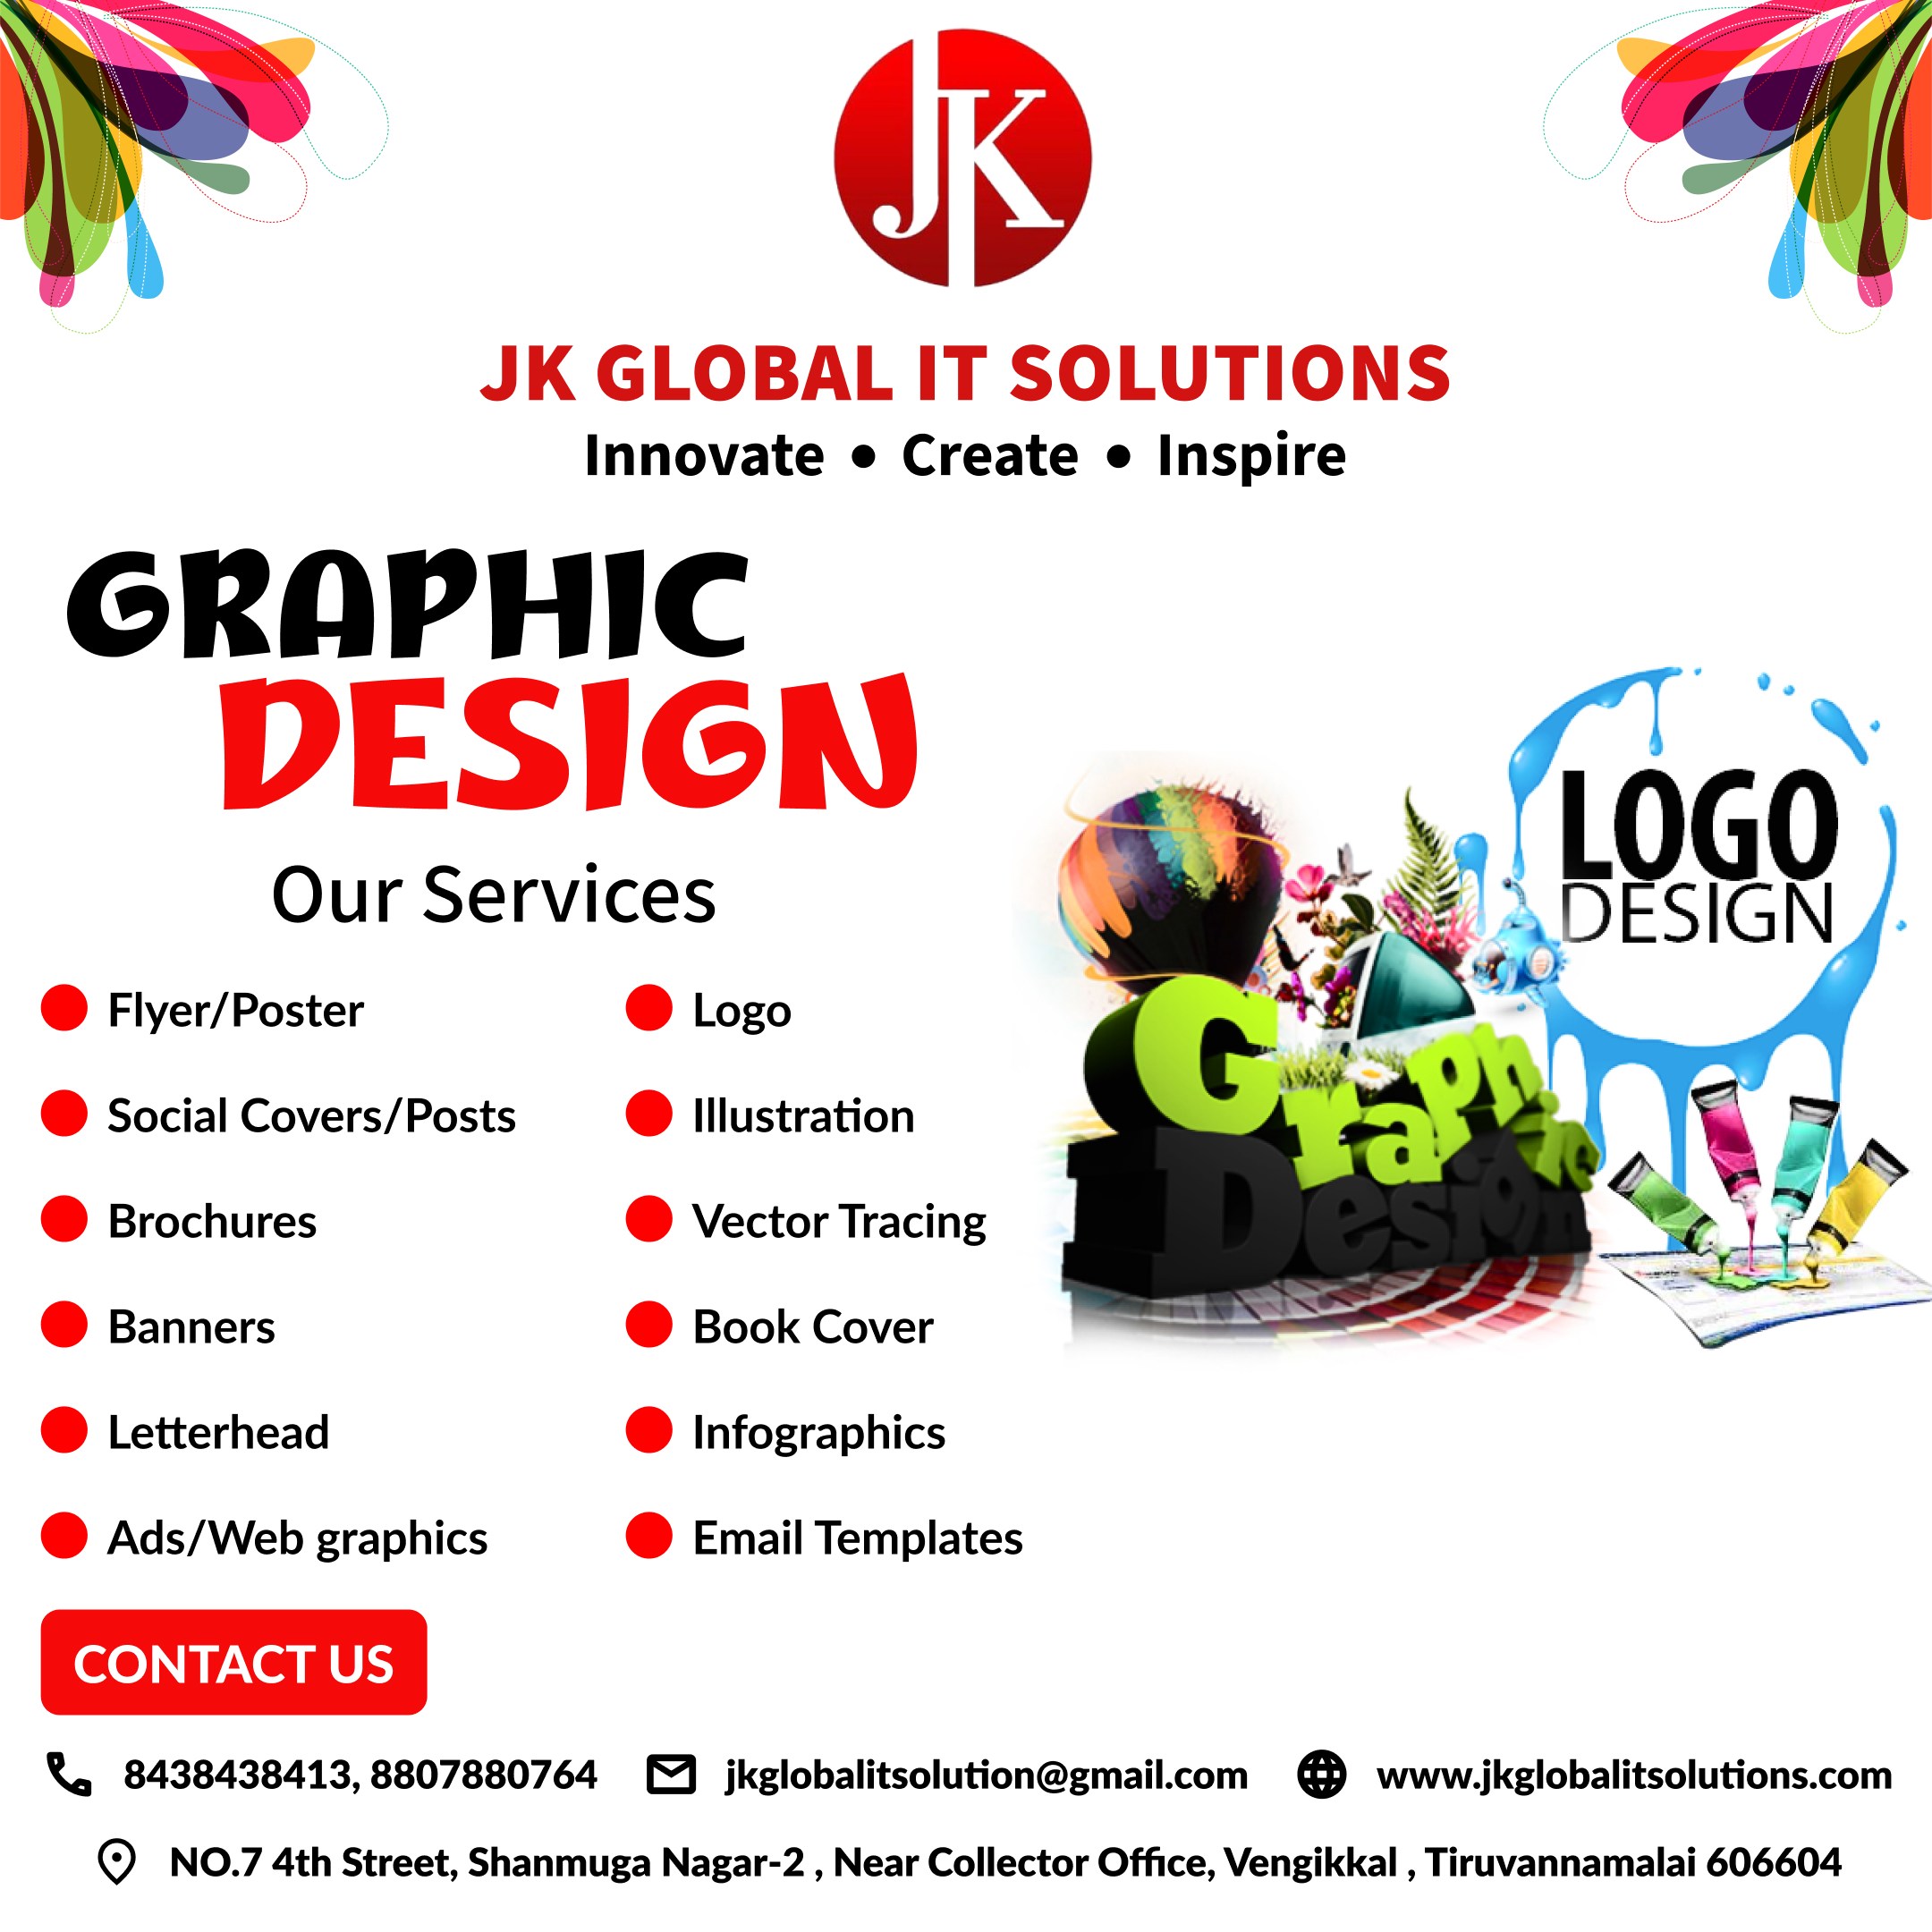 JK
JK GLOBAL IT SOLUTIONS
Innovate • Create • Inspire
GRAPHIC
DESIGN
Our Services
Flyer/Poster
Social Covers/Posts
Brochures
Banners
Letterhead
Ads/Web graphics
Logo
Illustration
Vector Tracing
Book Cover
Infographics
Email Templates
LOGO
DESIGN
Graphic
Design
CONTACT US
8438438413, 8807880764
jkglobalitsolution@gmail.com
www.jkglobalitsolutions.com
NO.7 4th Street, Shanmuga Nagar-2 , Near Collector Office, Vengikkal , Tiruvannamalai 606604